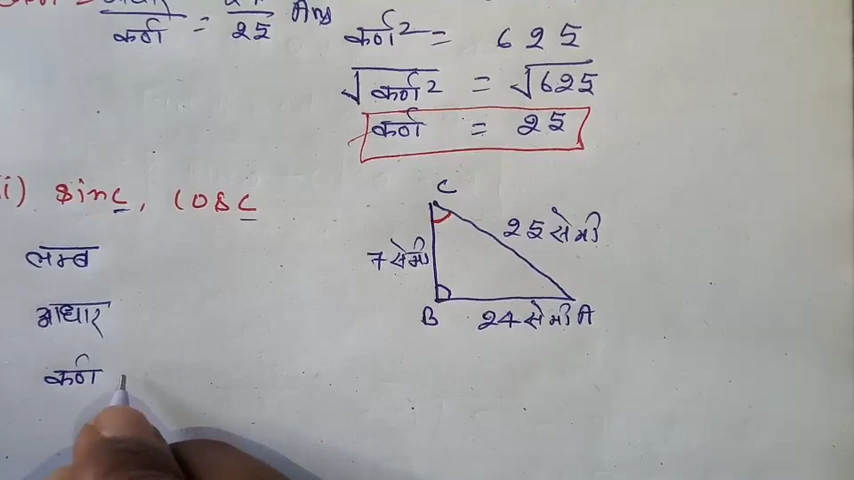 कर्ण = 25 Ans
कर्ण² = 625
√कर्ण² = √625
कर्ण = 25
i) sinc, cosc
लम्ब
आधार
कर्ण
C
25 सेमी
7 सेमी
B 24 सेमी A